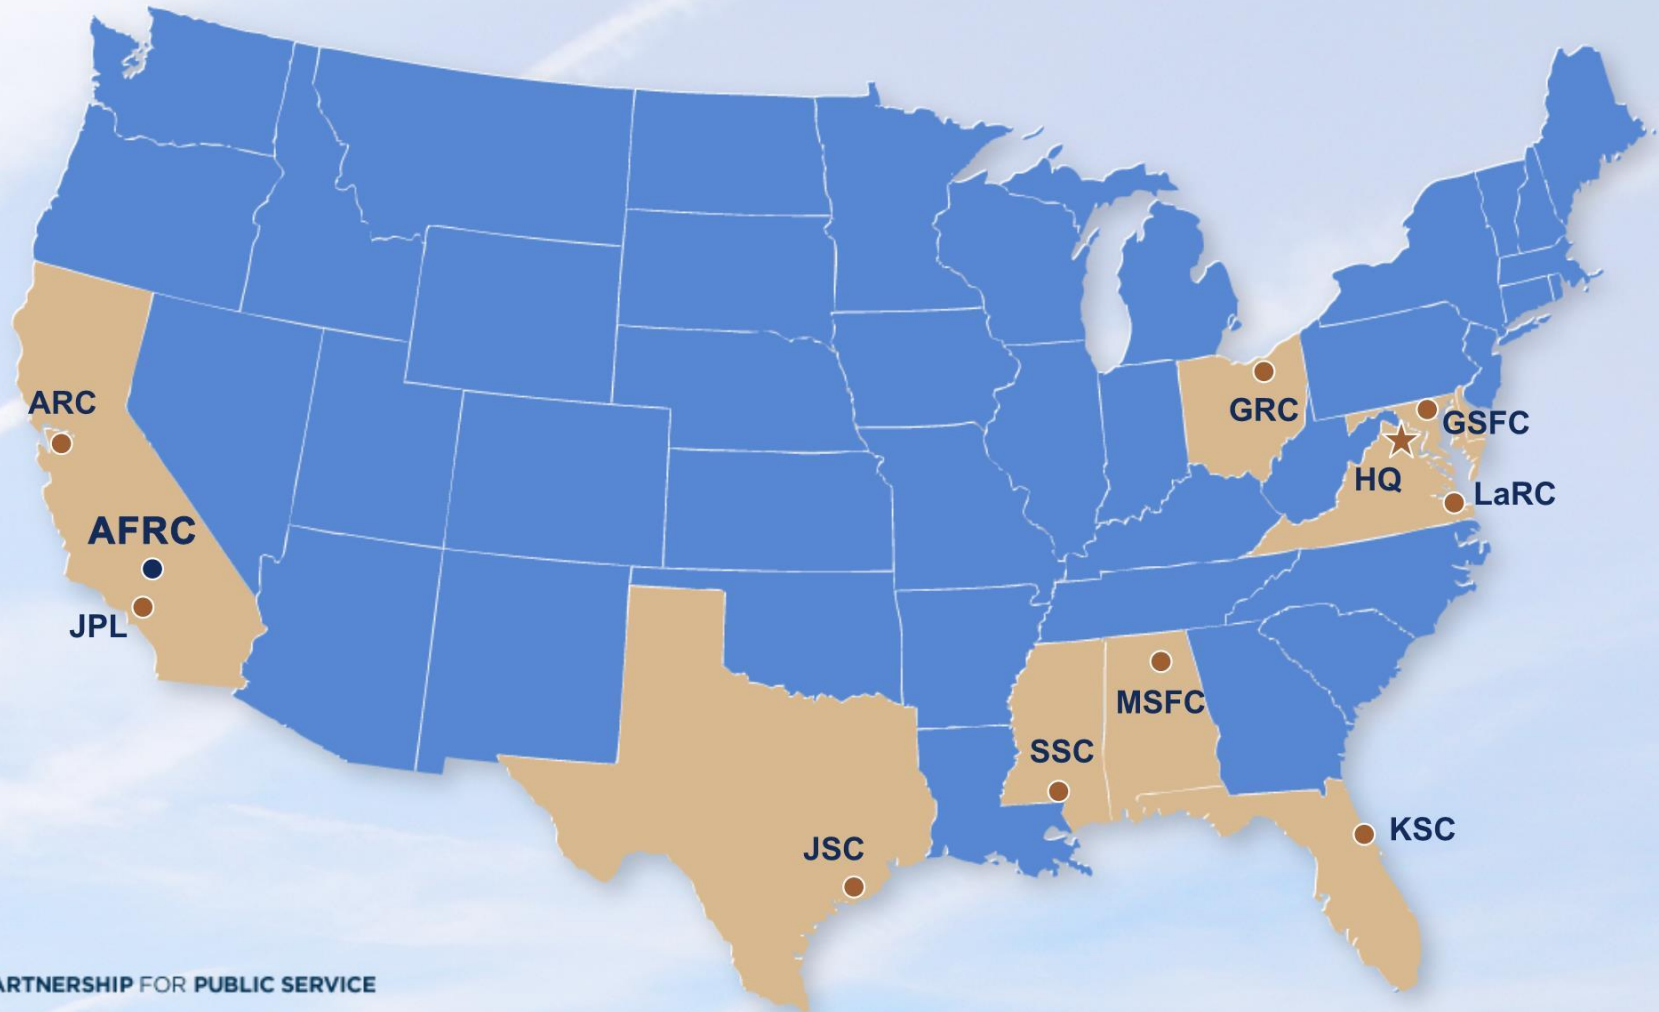 ARC
GRC
GSFC
HQ
LaRC
AFRC
JPL
MSFC
SSC
KSC
JSC
ARTNERSHIP FOR PUBLIC SERVICE